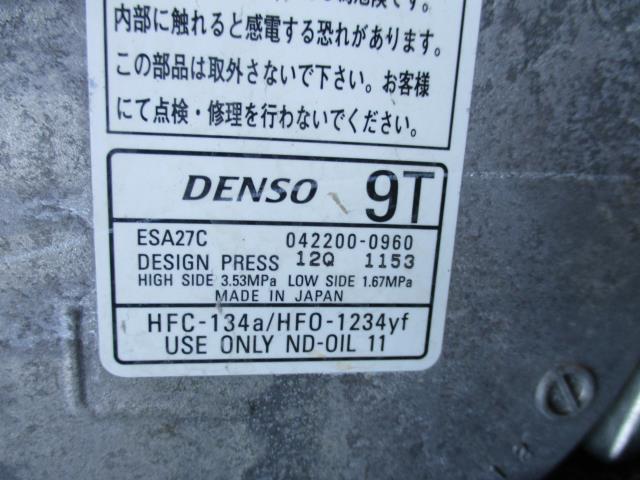 内部に触れると感電する恐れがあります。
この部品は取外さないで下さい。お客様
にて点検・修理を行わないでください。
DENSO 9T
ESA27C 042200-0960
DESIGN PRESS 12Q 1153
HIGH SIDE 3.53MPa LOW SIDE 1.67MPa
MADE IN JAPAN
HFC-134a/HFO-1234yf
USE ONLY ND-OIL 11